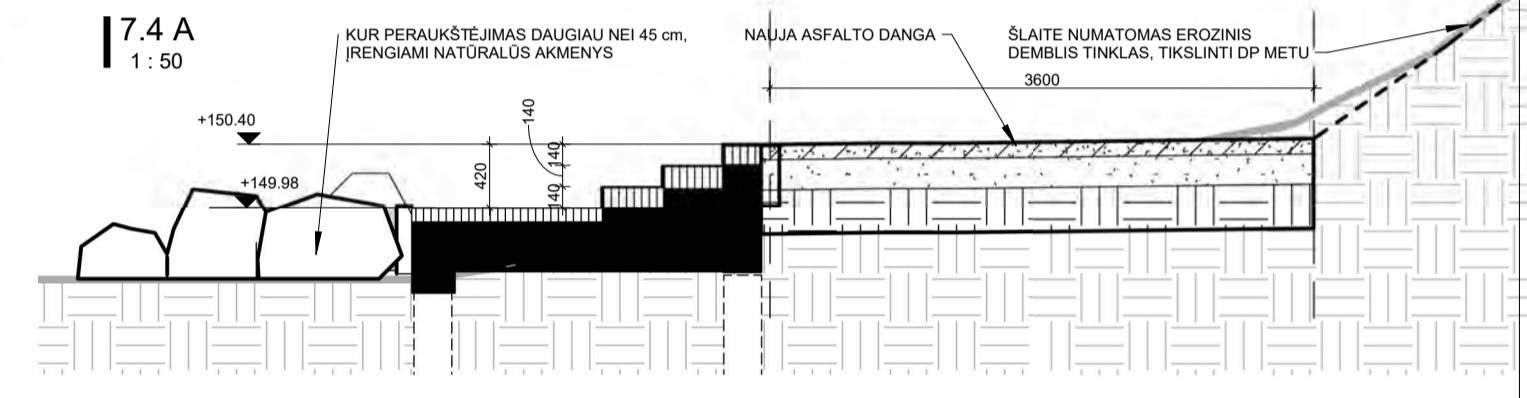 7.4 A
1 : 50
KUR PERAUKŠTĖJIMAS DAUGIAU NEI 45 cm,
ĮRENGIAMI NATŪRALŪS AKMENYS
NAUJA ASFALTO DANGA
ŠLAITE NUMATOMAS EROZINIS
DEMBLIS TINKLAS, TIKSLINTI DP METU
3600
+150.40
140
140
420
+149.98
140